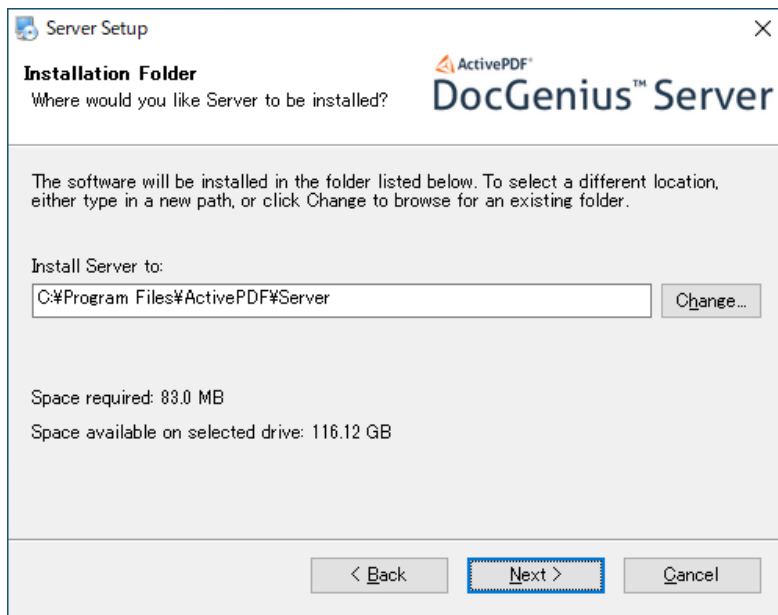 Server Setup
Installation Folder
Where would you like Server to be installed?
ActivePDF®
DocGenius™ Server
The software will be installed in the folder listed below. To select a different location,
either type in a new path, or click Change to browse for an existing folder.
Install Server to:
C:¥Program Files¥ActivePDF¥Server
Change...
Space required: 83.0 MB
Space available on selected drive: 116.12 GB
< Back
Next >
Cancel